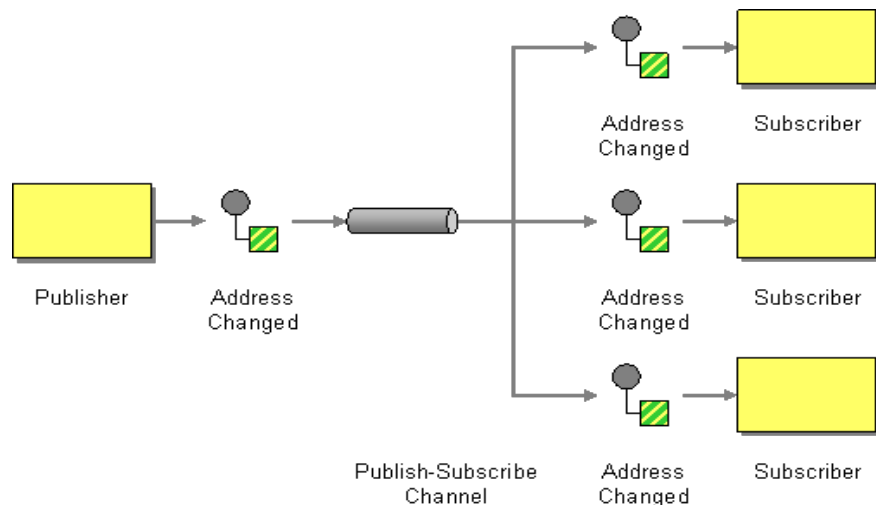 Address
Changed
Subscriber
Publisher
Address
Changed
Address
Changed
Subscriber
Publish-Subscribe
Channel
Address
Changed
Subscriber